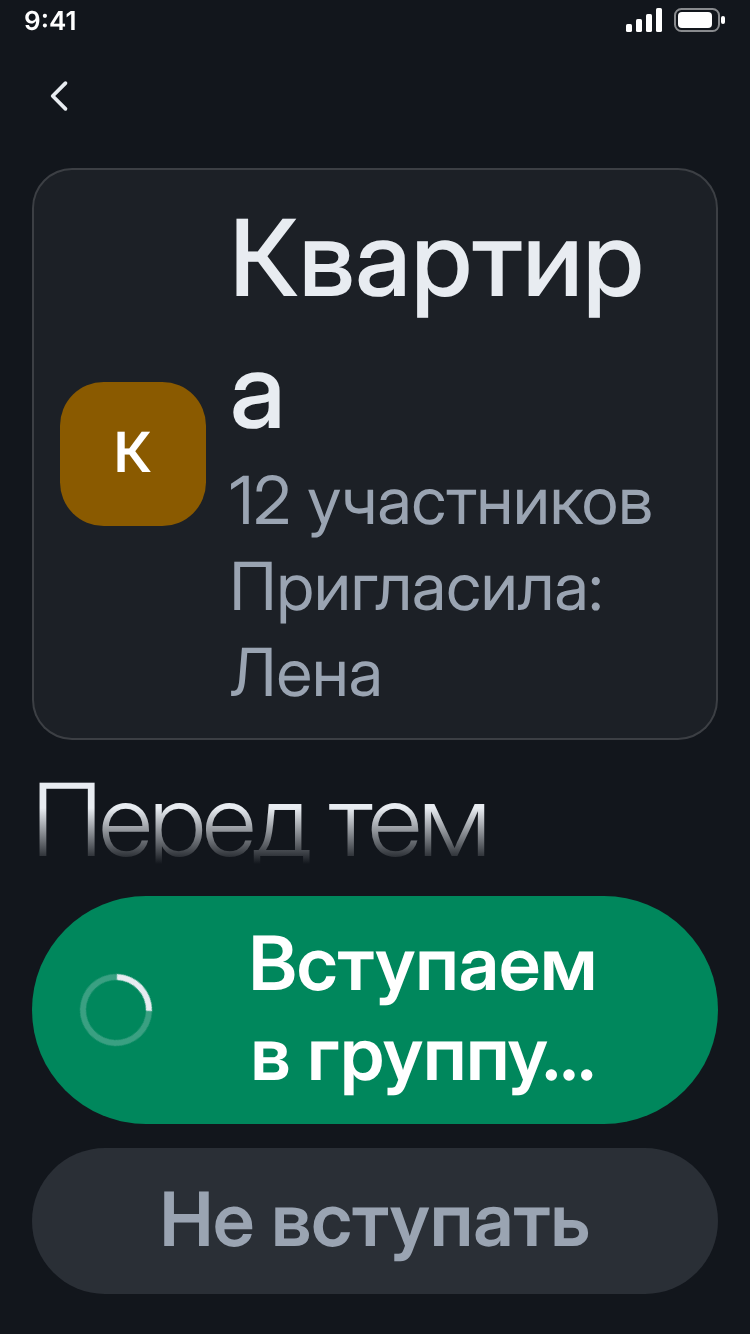 9:41
Квартир
а
К
12 участников
Пригласила:
Лена
Перед тем
Вступаем
в группу...
Не вступать